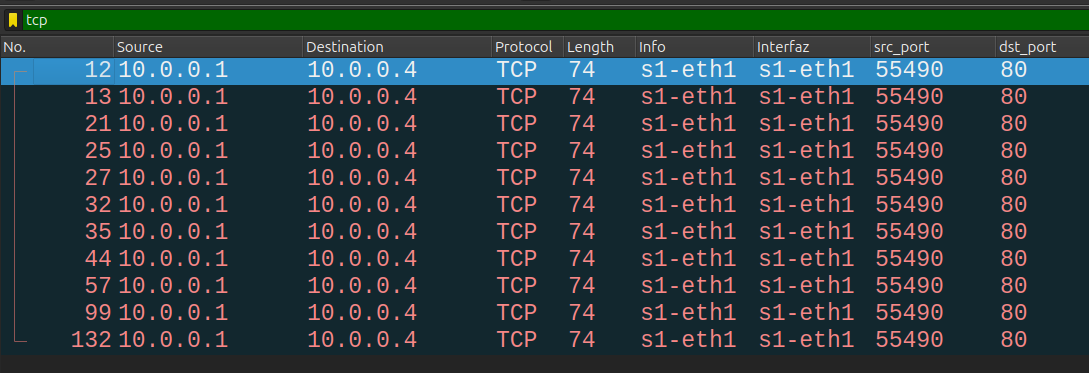 tcp
No. Source Destination Protocol Length Info Interfaz src_port dst_port
12 10.0.0.1 10.0.0.4 TCP 74 s1-eth1 s1-eth1 55490 80
13 10.0.0.1 10.0.0.4 TCP 74 s1-eth1 s1-eth1 55490 80
21 10.0.0.1 10.0.0.4 TCP 74 s1-eth1 s1-eth1 55490 80
25 10.0.0.1 10.0.0.4 TCP 74 s1-eth1 s1-eth1 55490 80
27 10.0.0.1 10.0.0.4 TCP 74 s1-eth1 s1-eth1 55490 80
32 10.0.0.1 10.0.0.4 TCP 74 s1-eth1 s1-eth1 55490 80
35 10.0.0.1 10.0.0.4 TCP 74 s1-eth1 s1-eth1 55490 80
44 10.0.0.1 10.0.0.4 TCP 74 s1-eth1 s1-eth1 55490 80
57 10.0.0.1 10.0.0.4 TCP 74 s1-eth1 s1-eth1 55490 80
99 10.0.0.1 10.0.0.4 TCP 74 s1-eth1 s1-eth1 55490 80
132 10.0.0.1 10.0.0.4 TCP 74 s1-eth1 s1-eth1 55490 80